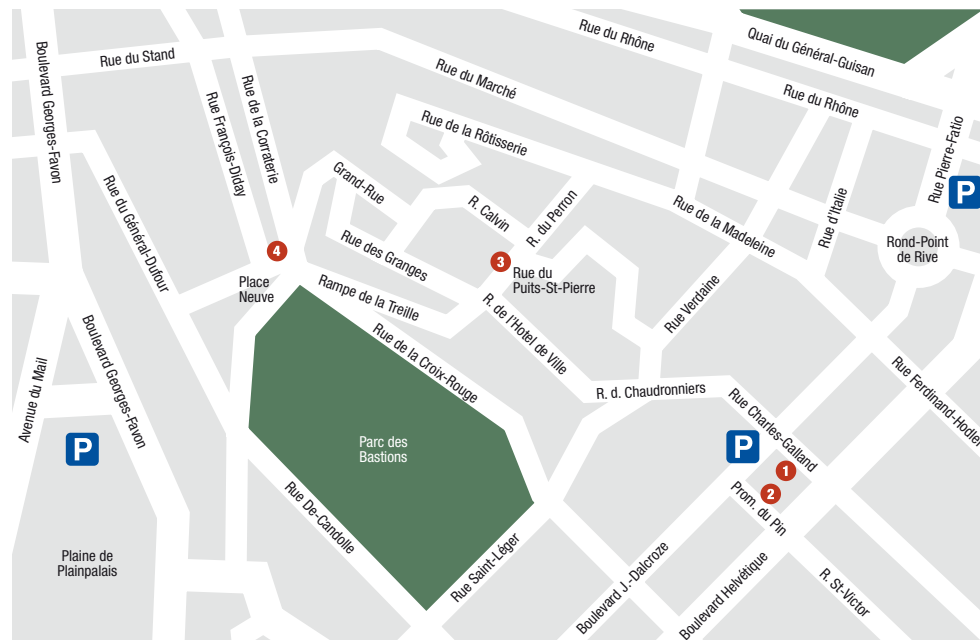 Rue du Rhône
Quai du Général-Guisan
Boulevard Georges-Favon
Rue du Stand
Rue du Marché
Rue du Rhône
Rue François-Diday
Rue de la Corraterie
Rue de la Rôtisserie
Rue Pierre-Fatio
P
Rue du Général-Dufour
Grand-Rue
R. Calvin
R. du Perron
Rue de la Madeleine
Rue d'Italie
Rond-Point
de Rive
4
Place
Neuve
Rue des Granges
3
Rue du
Puits-St-Pierre
Rampe de la Treille
R. de l'Hotel de Ville
Rue Verdaine
Avenue du Mail
Boulevard Georges-Favon
Rue de la Croix-Rouge
R. d. Chaudronniers
Rue Charles-Galland
Rue Ferdinand-Hodler
P
Parc des
Bastions
P
1
2
Prom. du Pin
Rue De-Candolle
Plaine de
Plainpalais
Rue Saint-Léger
Boulevard J.-Dalcroze
Boulevard Helvétique
R. St-Victor